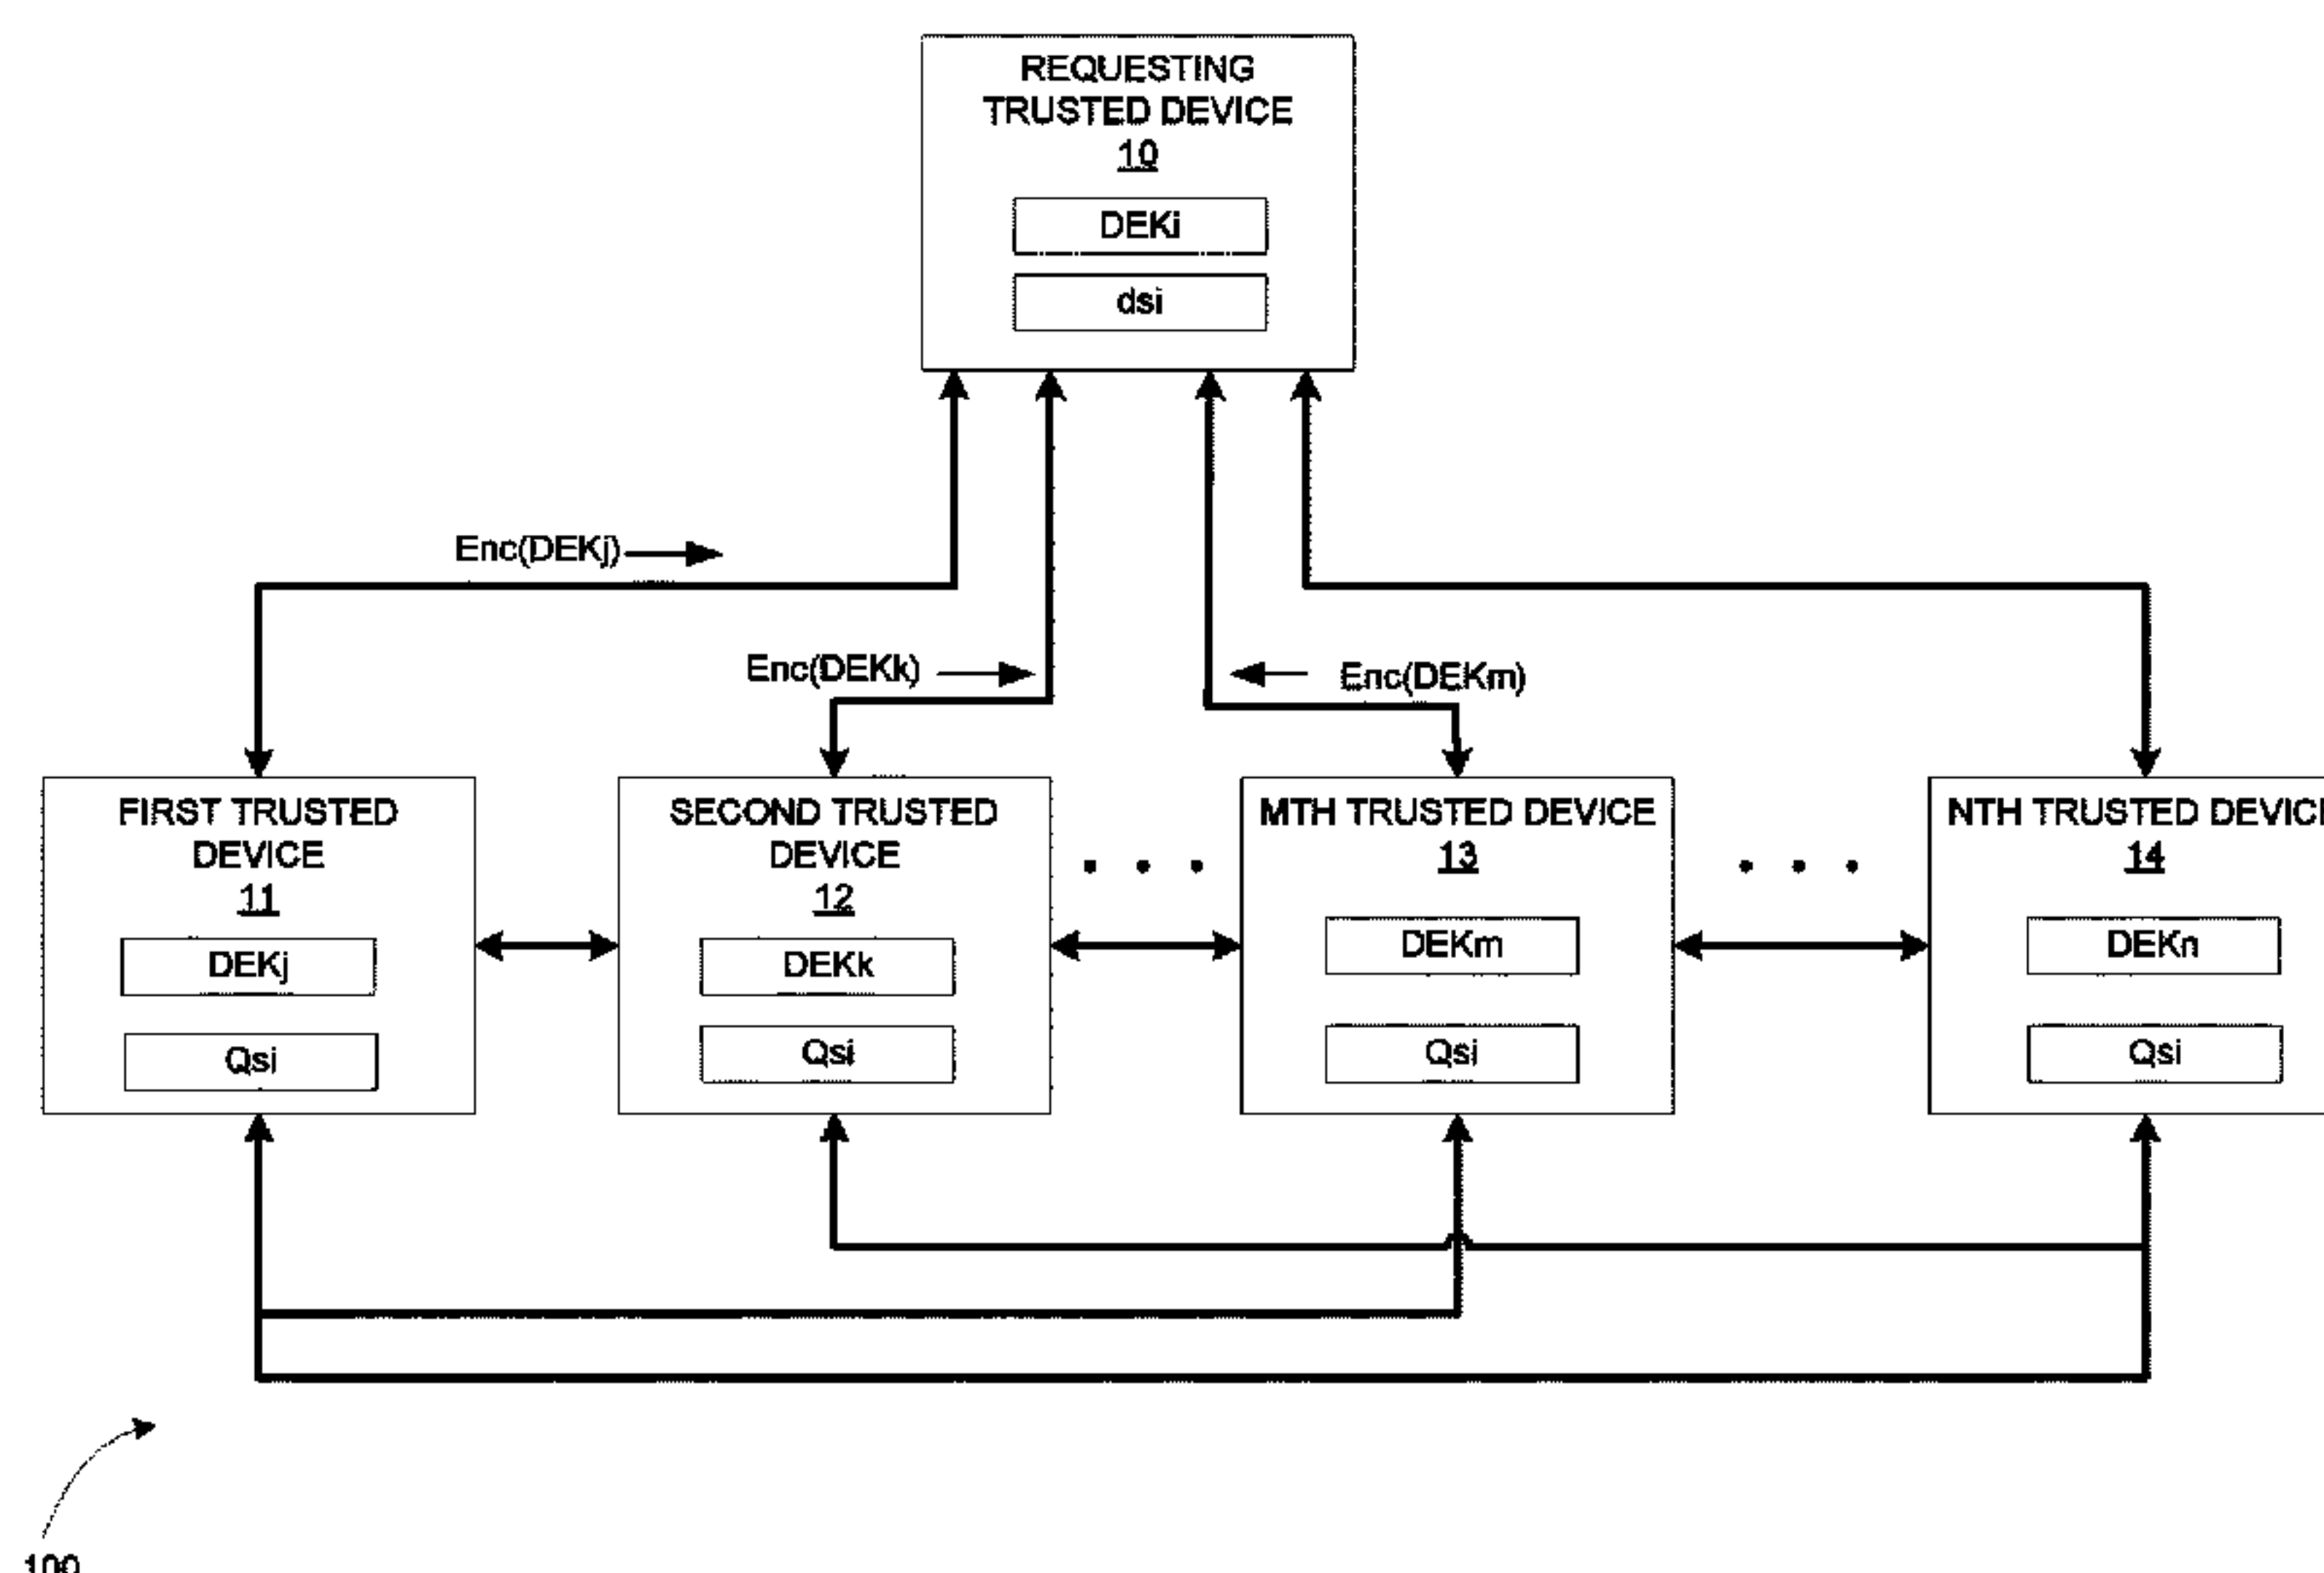 REQUESTING
TRUSTED DEVICE
10
DEKi
dsi
Enc(DEKj)
Enc(DEKk)
Enc(DEKm)
FIRST TRUSTED
DEVICE
11
DEKj
Qsi
SECOND TRUSTED
DEVICE
12
DEKk
Qsi
MTH TRUSTED DEVICE
13
DEKm
Qsi
NTH TRUSTED DEVIC
14
DEKn
Qsi
100